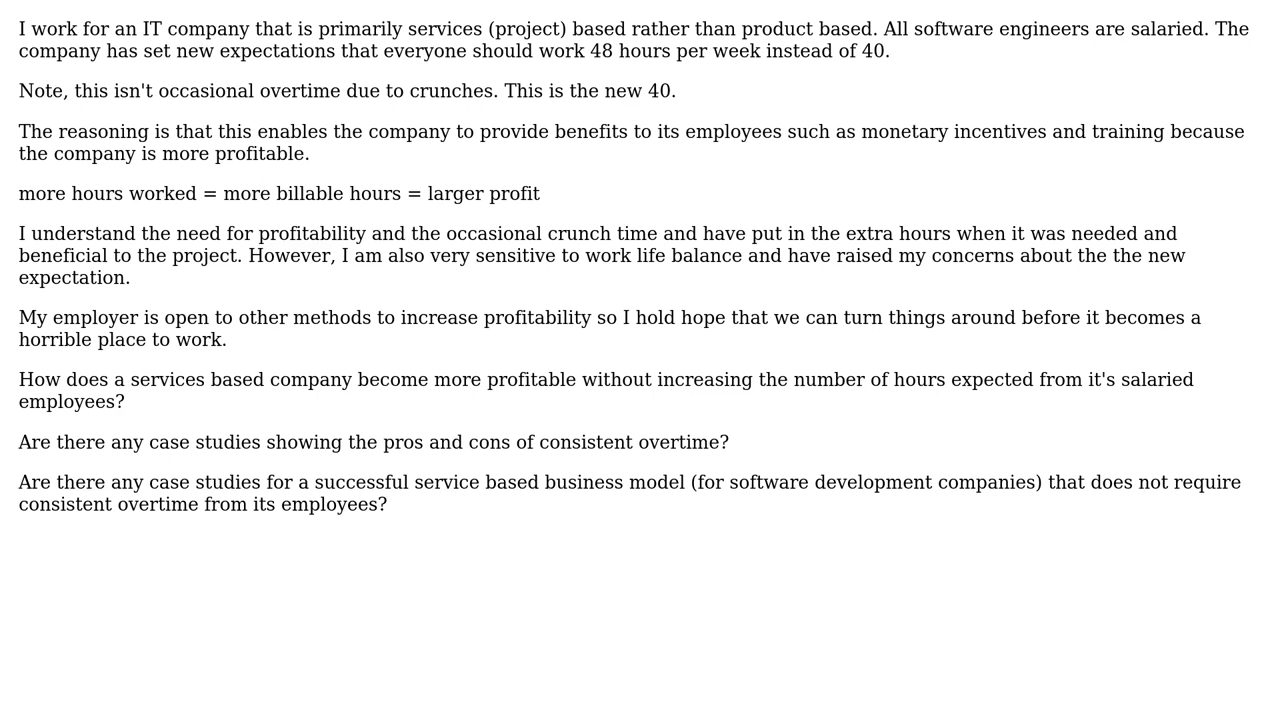 I work for an IT company that is primarily services (project) based rather than product based. All software engineers are salaried. The
company has set new expectations that everyone should work 48 hours per week instead of 40.
Note, this isn't occasional overtime due to crunches. This is the new 40.
The reasoning is that this enables the company to provide benefits to its employees such as monetary incentives and training because
the company is more profitable.
more hours worked = more billable hours = larger profit
I understand the need for profitability and the occasional crunch time and have put in the extra hours when it was needed and
beneficial to the project. However, I am also very sensitive to work life balance and have raised my concerns about the the new
expectation.
My employer is open to other methods to increase profitability so I hold hope that we can turn things around before it becomes a
horrible place to work.
How does a services based company become more profitable without increasing the number of hours expected from it's salaried
employees?
Are there any case studies showing the pros and cons of consistent overtime?
Are there any case studies for a successful service based business model (for software development companies) that does not require
consistent overtime from its employees?